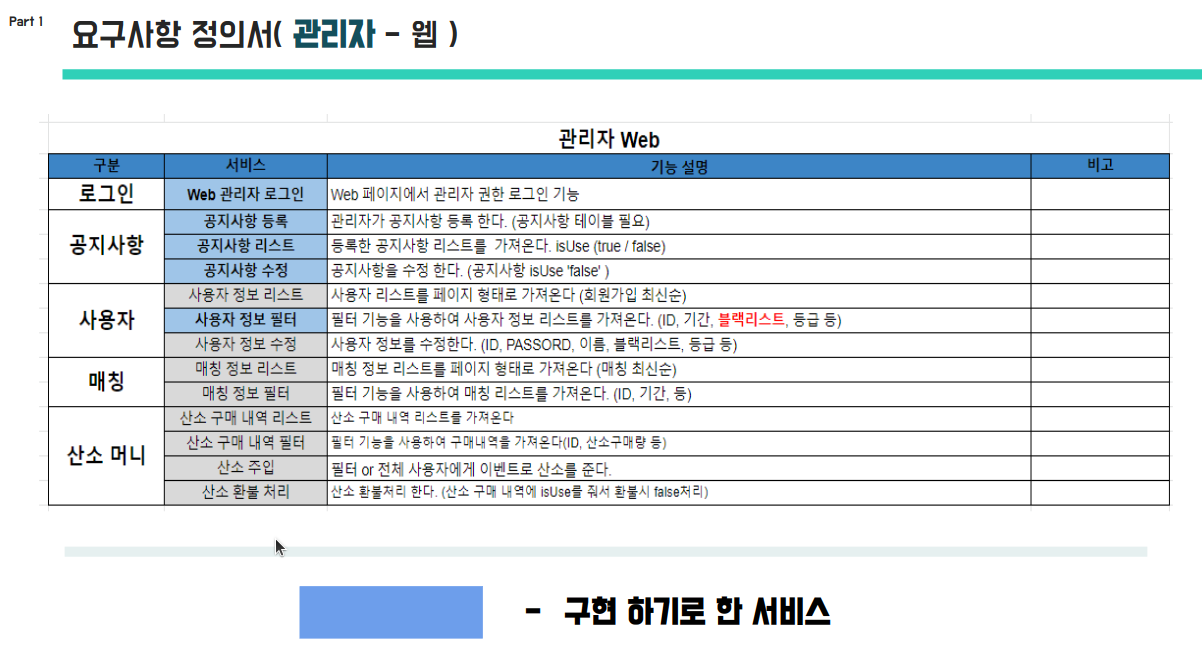 Part 1
요구사항 정의서( 관리자 - 웹 )
관리자 Web
구분 서비스 기능 설명 비고
로그인 Web 관리자 로그인 Web 페이지에서 관리자 권한 로그인 기능
공지사항 공지사항 등록 관리자가 공지사항 등록 한다. (공지사항 테이블 필요)
공지사항 리스트 등록한 공지사항 리스트를 가져온다. isUse (true / false)
공지사항 수정 공지사항을 수정 한다. (공지사항 isUse 'false' )
사용자 사용자 정보 리스트 사용자 리스트를 페이지 형태로 가져온다 (회원가입 최신순)
사용자 정보 필터 필터 기능을 사용하여 사용자 정보 리스트를 가져온다. (ID, 기간, 블랙리스트, 등급 등)
사용자 정보 수정 사용자 정보를 수정한다. (ID, PASSORD, 이름, 블랙리스트, 등급 등)
매칭 매칭 정보 리스트 매칭 정보 리스트를 페이지 형태로 가져온다 (매칭 최신순)
매칭 정보 필터 필터 기능을 사용하여 매칭 리스트를 가져온다. (ID, 기간, 등)
산소 머니 산소 구매 내역 리스트 산소 구매 내역 리스트를 가져온다
산소 구매 내역 필터 필터 기능을 사용하여 구매내역을 가져온다(ID, 산소구매량 등)
산소 주입 필터 or 전체 사용자에게 이벤트로 산소를 준다.
산소 환불 처리 산소 환불처리 한다. (산소 구매 내역에 isUse를 줘서 환불시 false처리)
- 구현 하기로 한 서비스